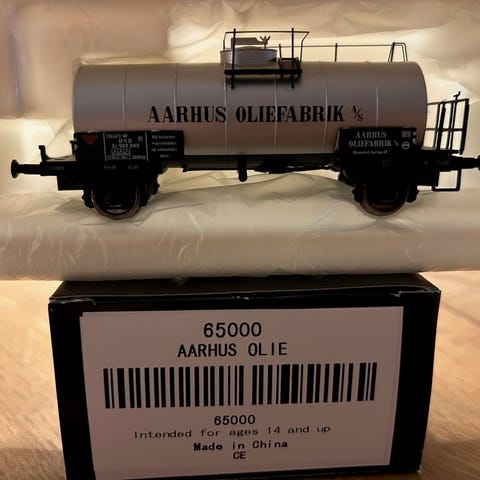 AARHUS OLIEFABRIK A/S
AARHUS
OLIEFABRIK A/S
65000
AARHUS OLIE
65000
Intended for ages 14 and up
Made in China
CE